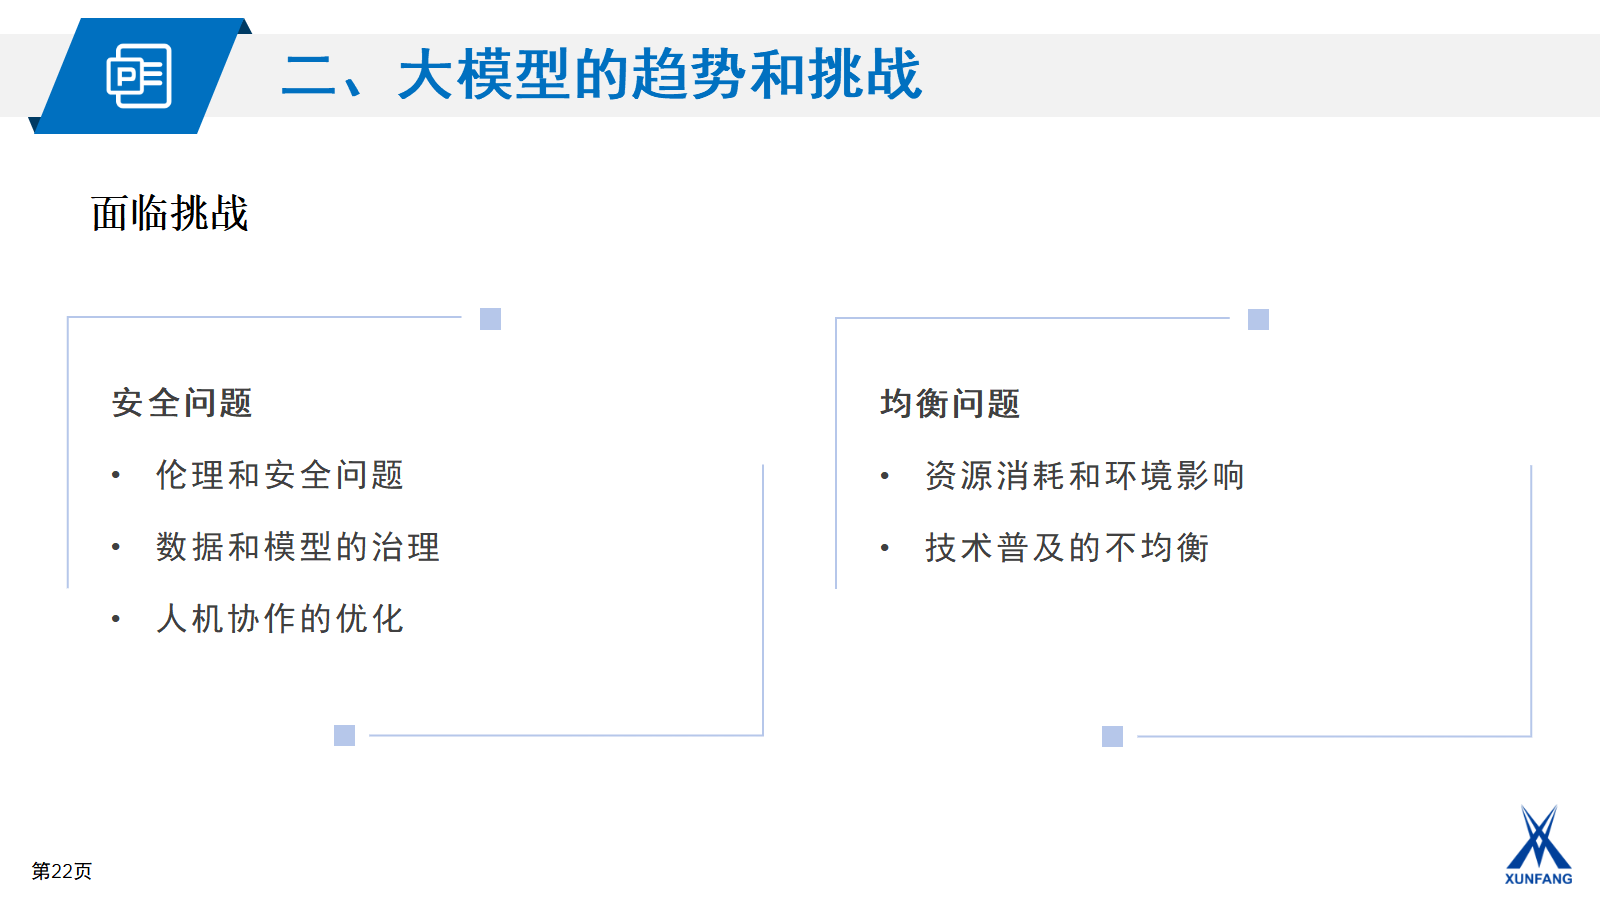 二、大模型的趋势和挑战
面临挑战
安全问题
• 伦理和安全问题
• 数据和模型的治理
• 人机协作的优化
均衡问题
• 资源消耗和环境影响
• 技术普及的不均衡
第22页
XUNFANG